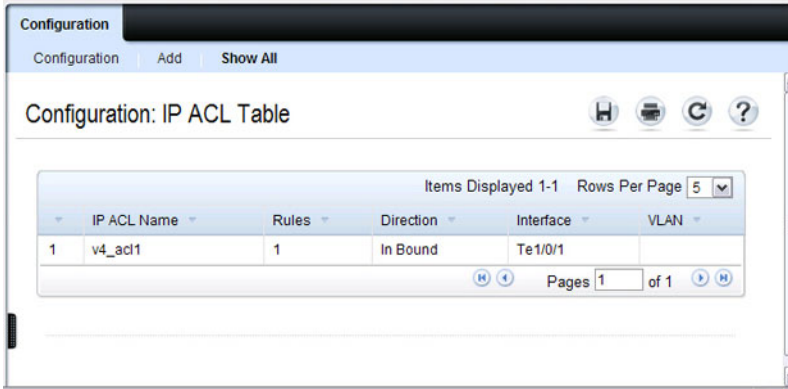 Configuration
Configuration Add Show All
Configuration: IP ACL Table
Items Displayed 1-1 Rows Per Page 5
IP ACL Name Rules Direction Interface VLAN
1 v4_acl1 1 In Bound Te1/0/1
Pages 1 of 1